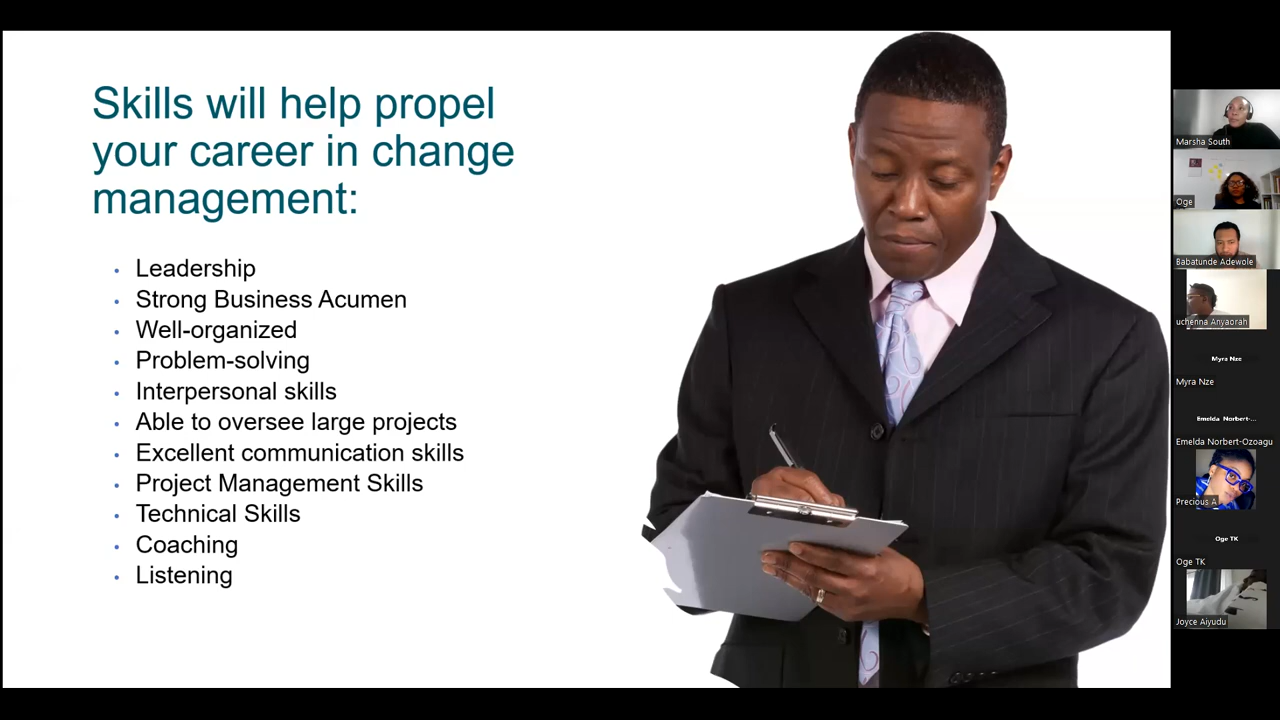 Skills will help propel
your career in change
management:
Leadership
Strong Business Acumen
Well-organized
Problem-solving
Interpersonal skills
Able to oversee large projects
Excellent communication skills
Project Management Skills
Technical Skills
Coaching
Listening
Marsha South
Oge
Babatunde Adewole
uchenna Anyaorah
Myra Nze
Myra Nze
Emelda Norbert-...
Emelda Norbert-Ozoagu
Precious A
Oge TK
Oge TK
Joyce Aiyudu